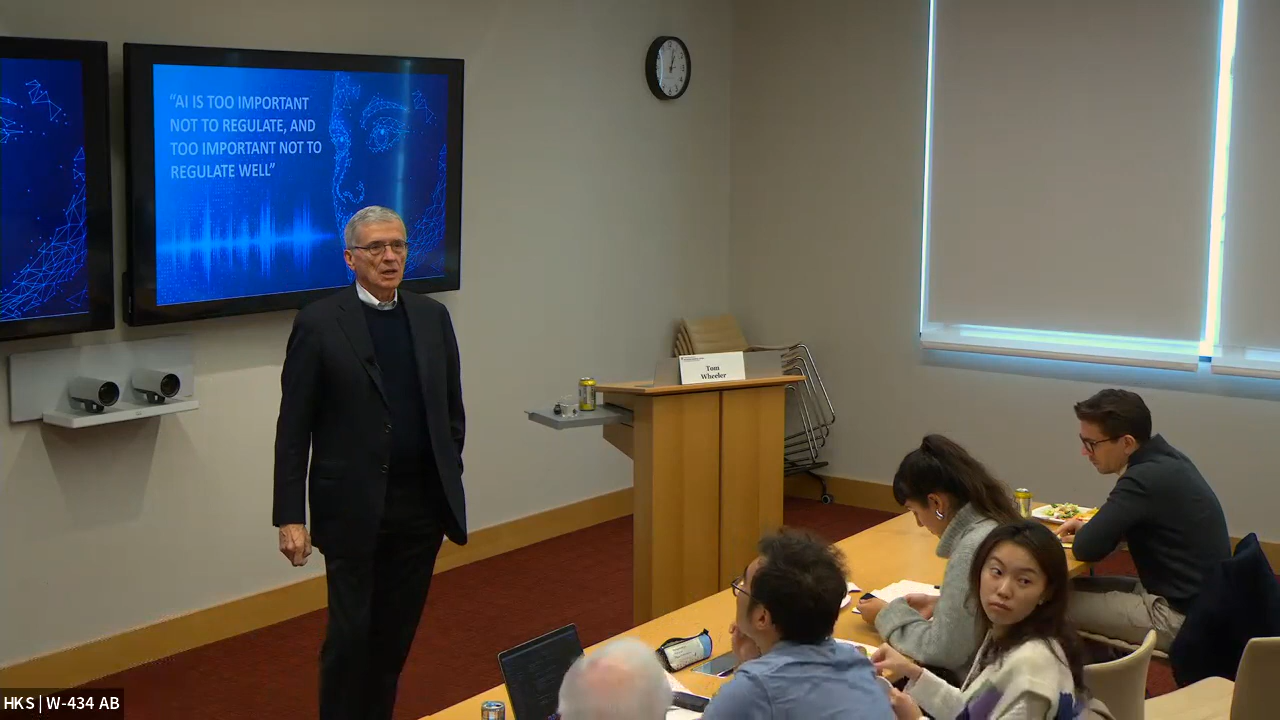 “AI IS TOO IMPORTANT
NOT TO REGULATE, AND
TOO IMPORTANT NOT TO
REGULATE WELL”
Tom
Wheeler
HKS | W-434 AB